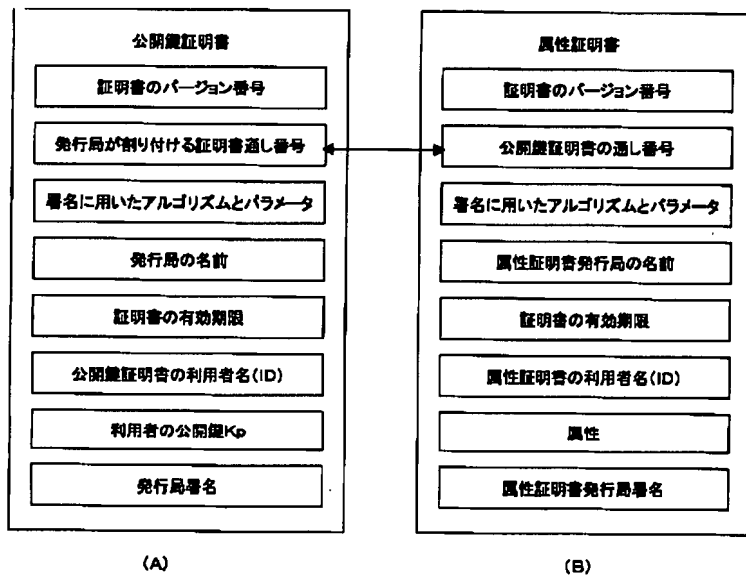 公開鍵証明書
証明書のバージョン番号
発行局が割り付ける証明書通し番号
署名に用いたアルゴリズムとパラメータ
発行局の名前
証明書の有効期限
公開鍵証明書の利用者名(ID)
利用者の公開鍵Kp
発行局署名
(A)
属性証明書
証明書のバージョン番号
公開鍵証明書の通し番号
署名に用いたアルゴリズムとパラメータ
属性証明書発行局の名前
証明書の有効期限
属性証明書の利用者名(ID)
属性
属性証明書発行局署名
(B)